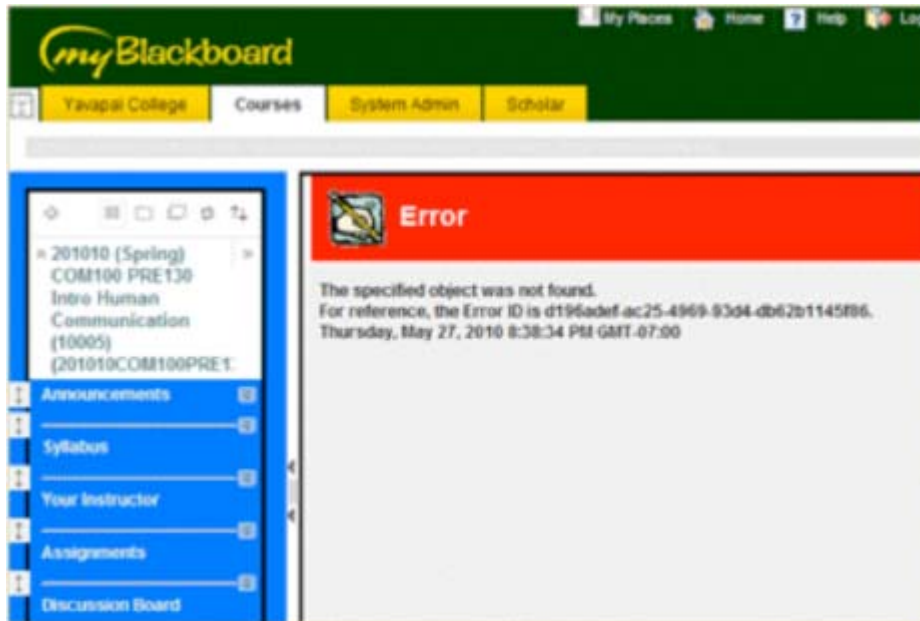 My Places Home ? Help Lo
myBlackboard
Yavapai College Courses System Admin Scholar
Error
201010 (Spring)
COM100 PRE130
Intro Human
Communication
(10005)
(201010COM100PRE1
The specified object was not found.
For reference, the Error ID is d196adef-ac25-4969-93d4-db62b1145f86.
Thursday, May 27, 2010 8:38:34 PM GMT-07:00
Announcements
Syllabus
Your Instructor
Assignments
Discussion Board